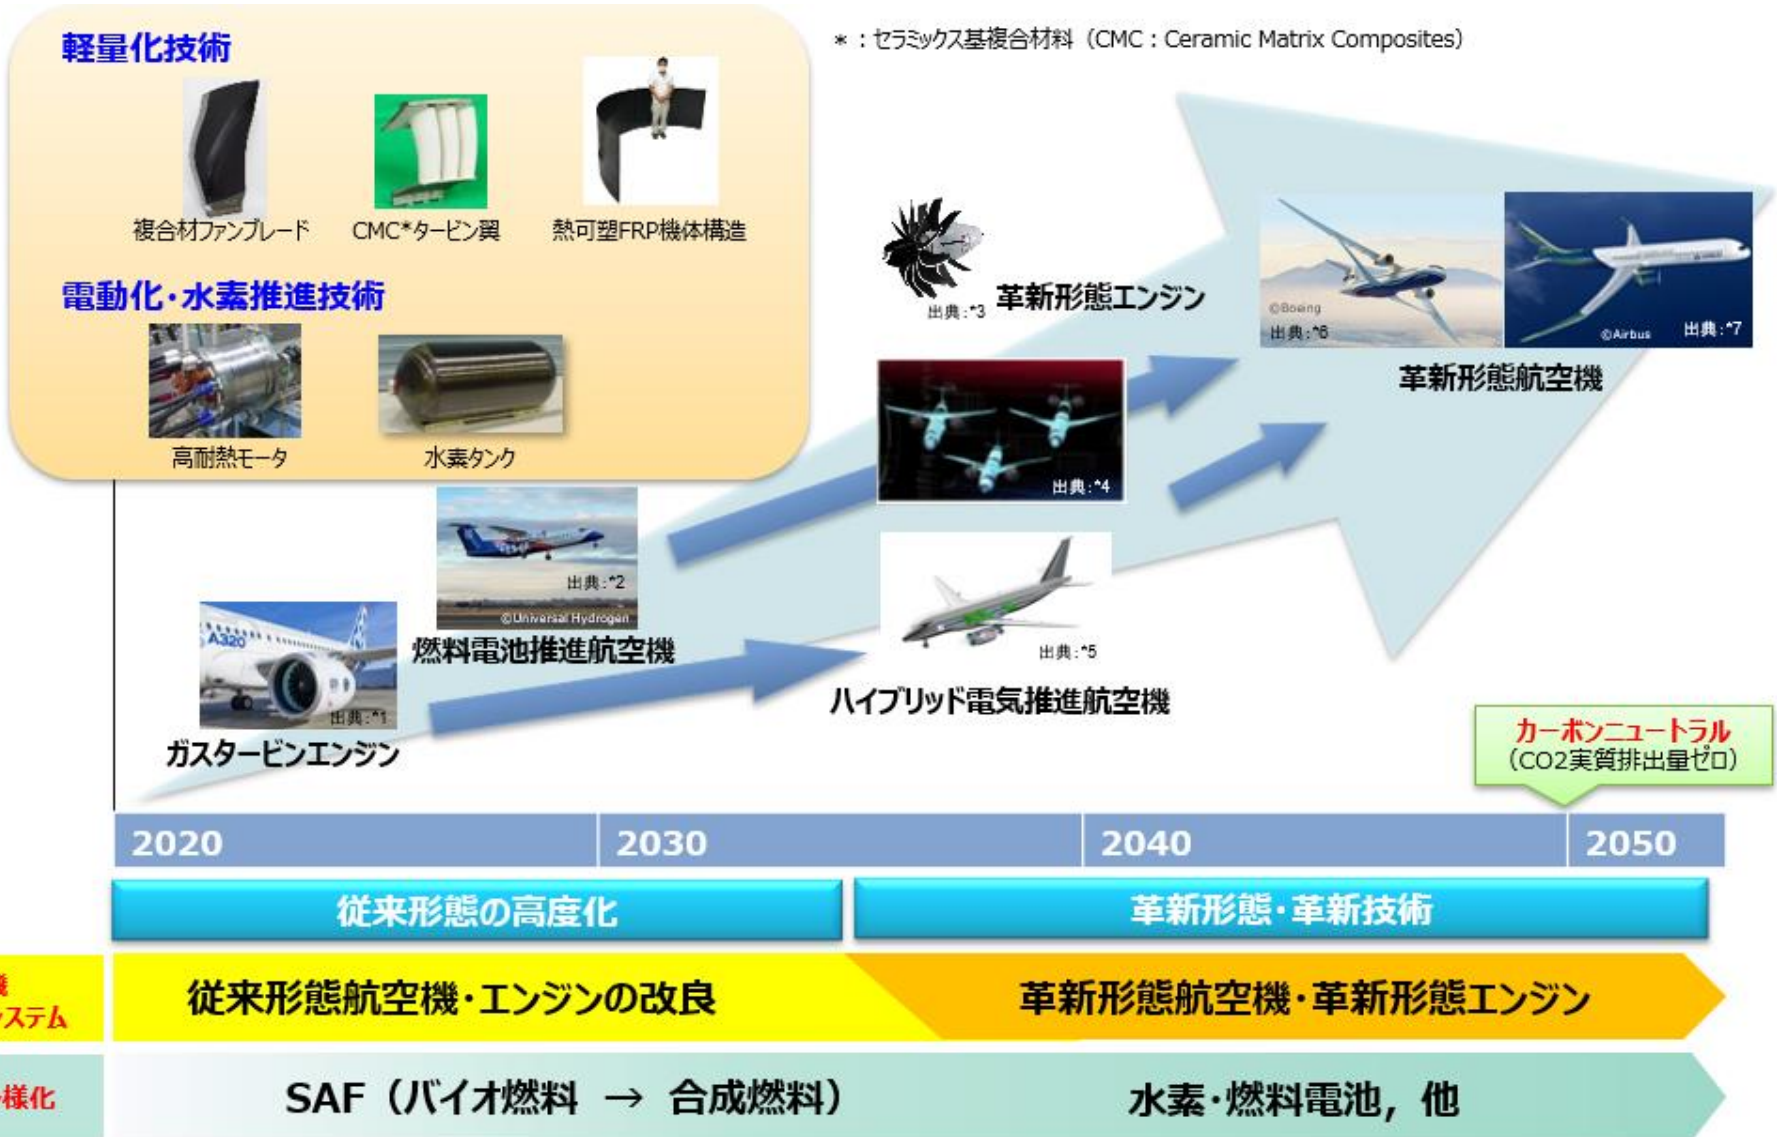 軽量化技術
複合材ファンブレード
CMC*タービン翼
熱可塑FRP機体構造
電動化・水素推進技術
高耐熱モータ
水素タンク
*：セラミックス基複合材料（CMC：Ceramic Matrix Composites）
出典:*3
革新形態エンジン
©Boeing
出典:*6
©Airbus
出典:*7
革新形態航空機
出典:*4
出典:*2
©Universal Hydrogen
燃料電池推進航空機
A320
出典:*1
ガスタービンエンジン
出典:*5
ハイブリッド電気推進航空機
カーボンニュートラル
（CO2実質排出量ゼロ）
2020
2030
2040
2050
従来形態の高度化
革新形態・革新技術
機
ステム
従来形態航空機・エンジンの改良
革新形態航空機・革新形態エンジン
様化
SAF（バイオ燃料 → 合成燃料）
水素・燃料電池，他